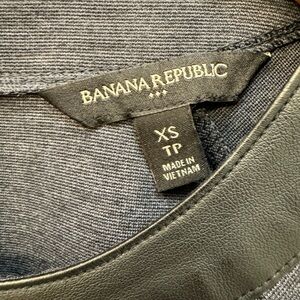 BANANA REPUBLIC
XS
TP
MADE IN
VIETNAM